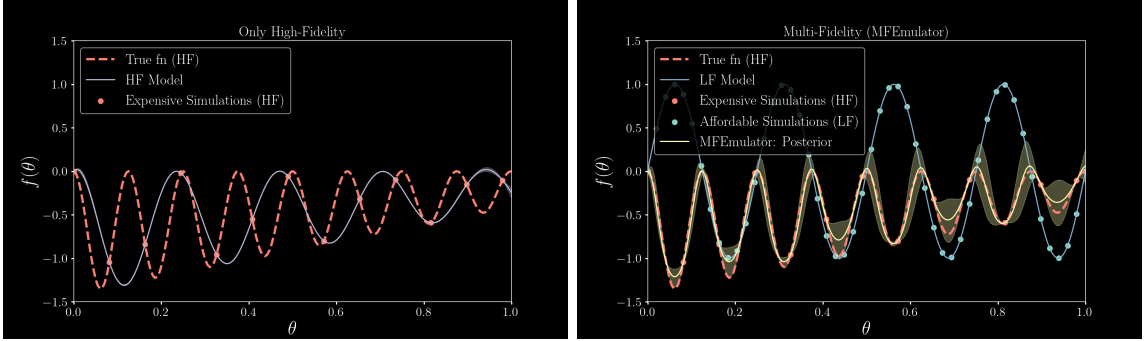 Only High-Fidelity
True fn (HF)
HF Model
Expensive Simulations (HF)
1.5
1.0
0.5
0.0
−0.5
−1.0
−1.5
f(θ)
0.0 0.2 0.4 0.6 0.8 1.0
θ
Multi-Fidelity (MFEmulator)
True fn (HF)
LF Model
Expensive Simulations (HF)
Affordable Simulations (LF)
MFEmulator: Posterior
1.5
1.0
0.5
0.0
−0.5
−1.0
−1.5
f(θ)
0.0 0.2 0.4 0.6 0.8 1.0
θ